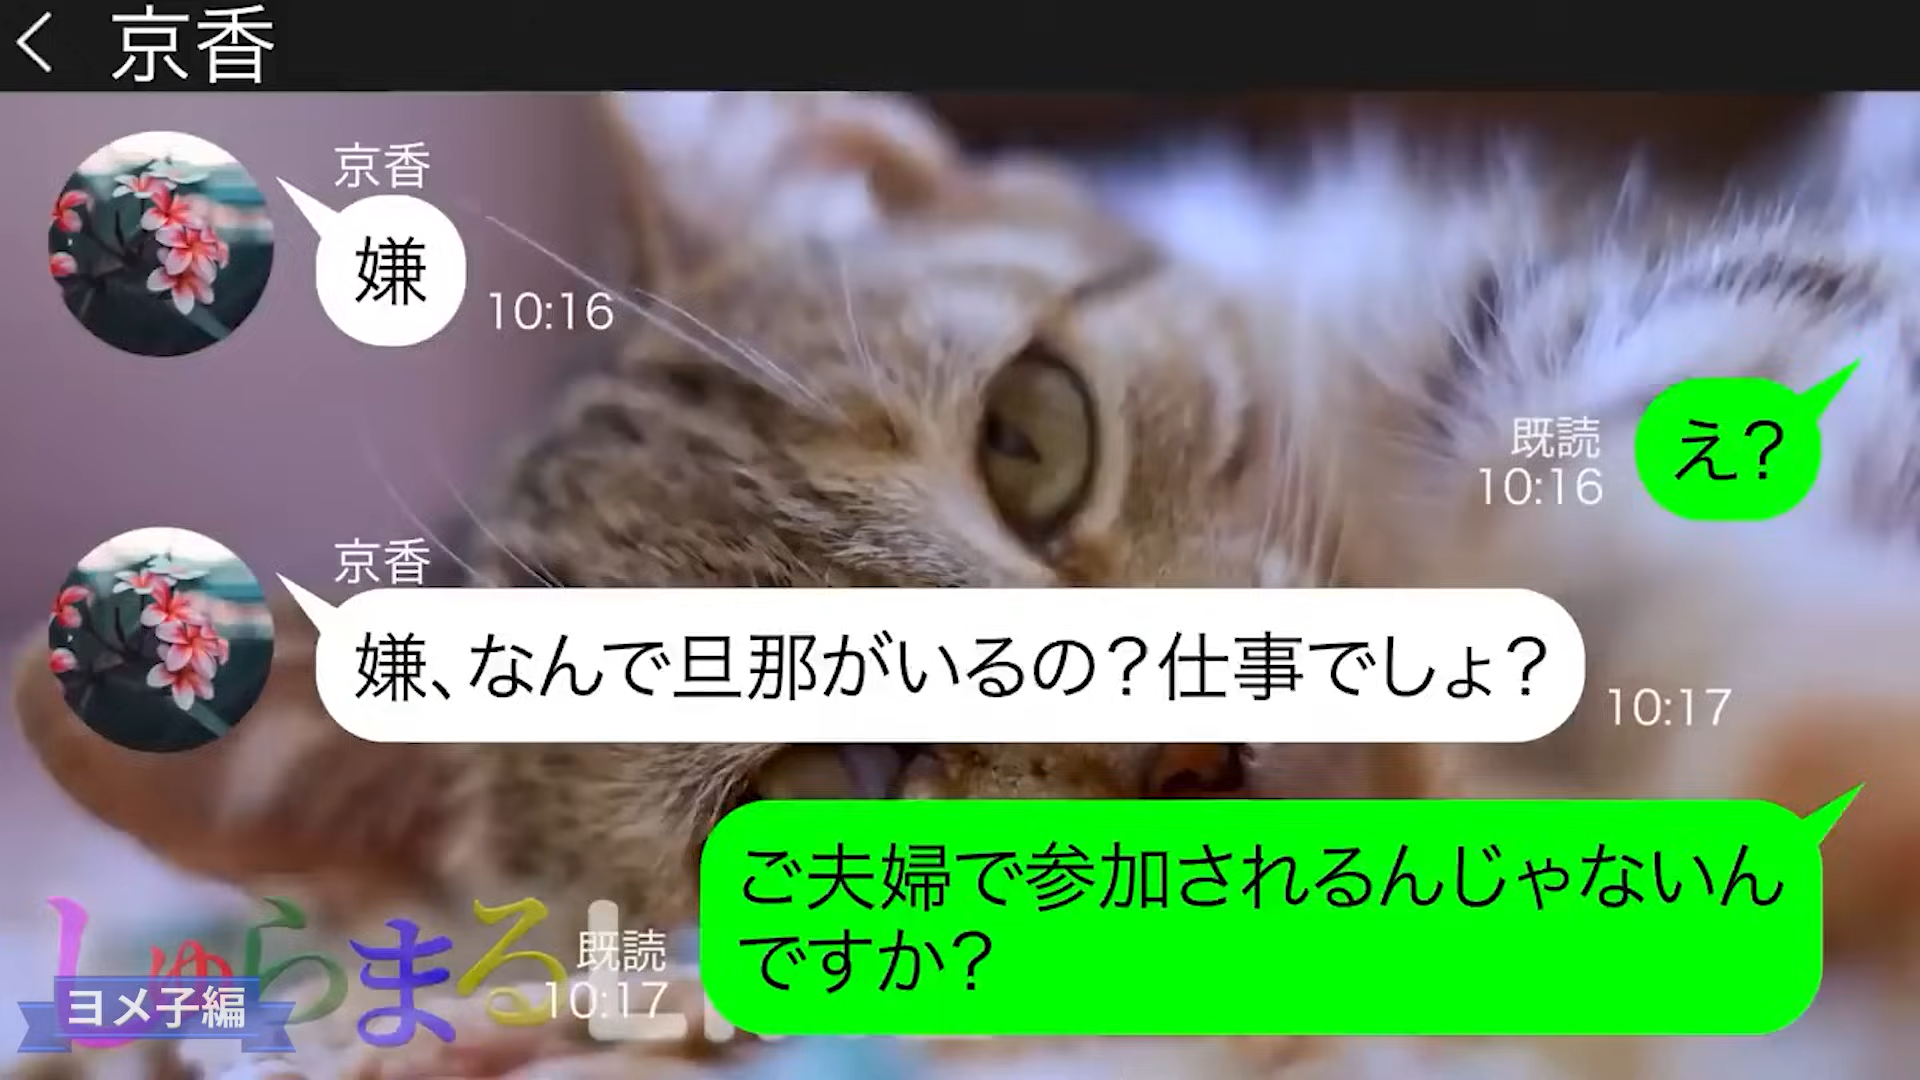 京香
京香
嫌
10:16
え?
既読
10:16
京香
嫌、なんで旦那がいるの?仕事でしょ?
10:17
ご夫婦で参加されるんじゃないん
ですか?
既読
10:17
しゅらまる
ヨメ子編